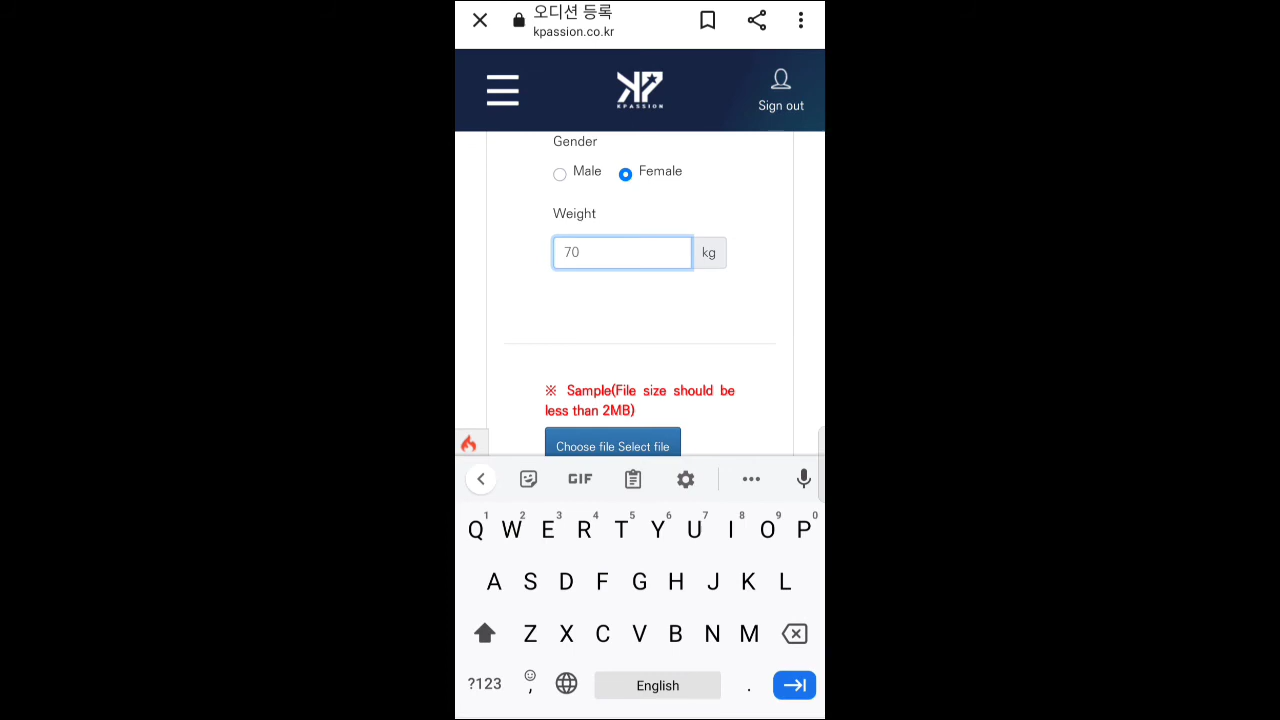 오디션 등록
kpassion.co.kr
KPASSION
Sign out
Gender
Male Female
Weight
70 kg
※ Sample(File size should be
less than 2MB)
Choose file Select file
GIF
1 2 3 4 5 6 7 8 9 0
Q W E R T Y U I O P
A S D F G H J K L
Z X C V B N M
?123 , English .